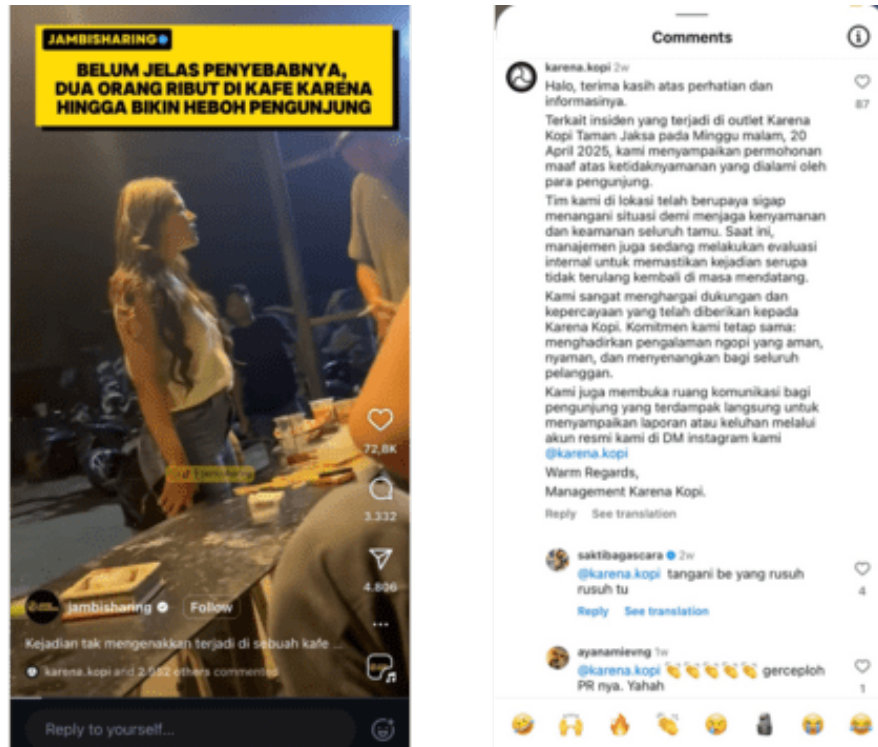 JAMBISHARING
BELUM JELAS PENYEBABNYA,
DUA ORANG RIBUT DI KAFE KARENA
HINGGA BIKIN HEBOH PENGUNJUNG
72,8K
3.332
4.806
jambisharing
Follow
Kejadian tak mengenakkan terjadi di sebuah kafe ...
karena.kopi and 2.952 others commented
Reply to yourself...
Comments
karena.kopi 2w
Halo, terima kasih atas perhatian dan
informasinya.
87
Terkait insiden yang terjadi di outlet Karena
Kopi Taman Jaksa pada Minggu malam, 20
April 2025, kami menyampaikan permohonan
maaf atas ketidaknyamanan yang dialami oleh
para pengunjung.
Tim kami di lokasi telah berupaya sigap
menangani situasi demi menjaga kenyamanan
dan keamanan seluruh tamu. Saat ini,
manajemen juga sedang melakukan evaluasi
internal untuk memastikan kejadian serupa
tidak terulang kembali di masa mendatang.
Kami sangat menghargai dukungan dan
kepercayaan yang telah diberikan kepada
Karena Kopi. Komitmen kami tetap sama:
menghadirkan pengalaman ngopi yang aman,
nyaman, dan menyenangkan bagi seluruh
pelanggan.
Kami juga membuka ruang komunikasi bagi
pengunjung yang terdampak langsung untuk
menyampaikan laporan atau keluhan melalui
akun resmi kami di DM instagram kami
@karena.kopi
Warm Regards,
Management Karena Kopi.
Reply See translation
saktibagascara 2w
@karena.kopi tangani be yang rusuh
rusuh tu
4
Reply See translation
ayanamievng 1w
@karena.kopi 👏👏👏👏👏 gerceploh
PR nya. Yahah
1